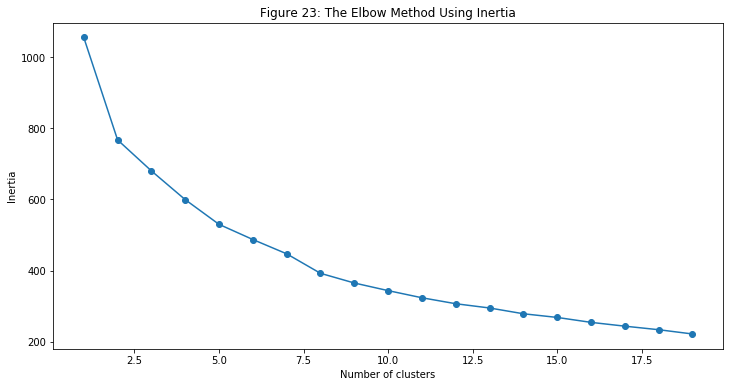 Figure 23: The Elbow Method Using Inertia
1000
800
600
400
200
Inertia
2.5 5.0 7.5 10.0 12.5 15.0 17.5
Number of clusters